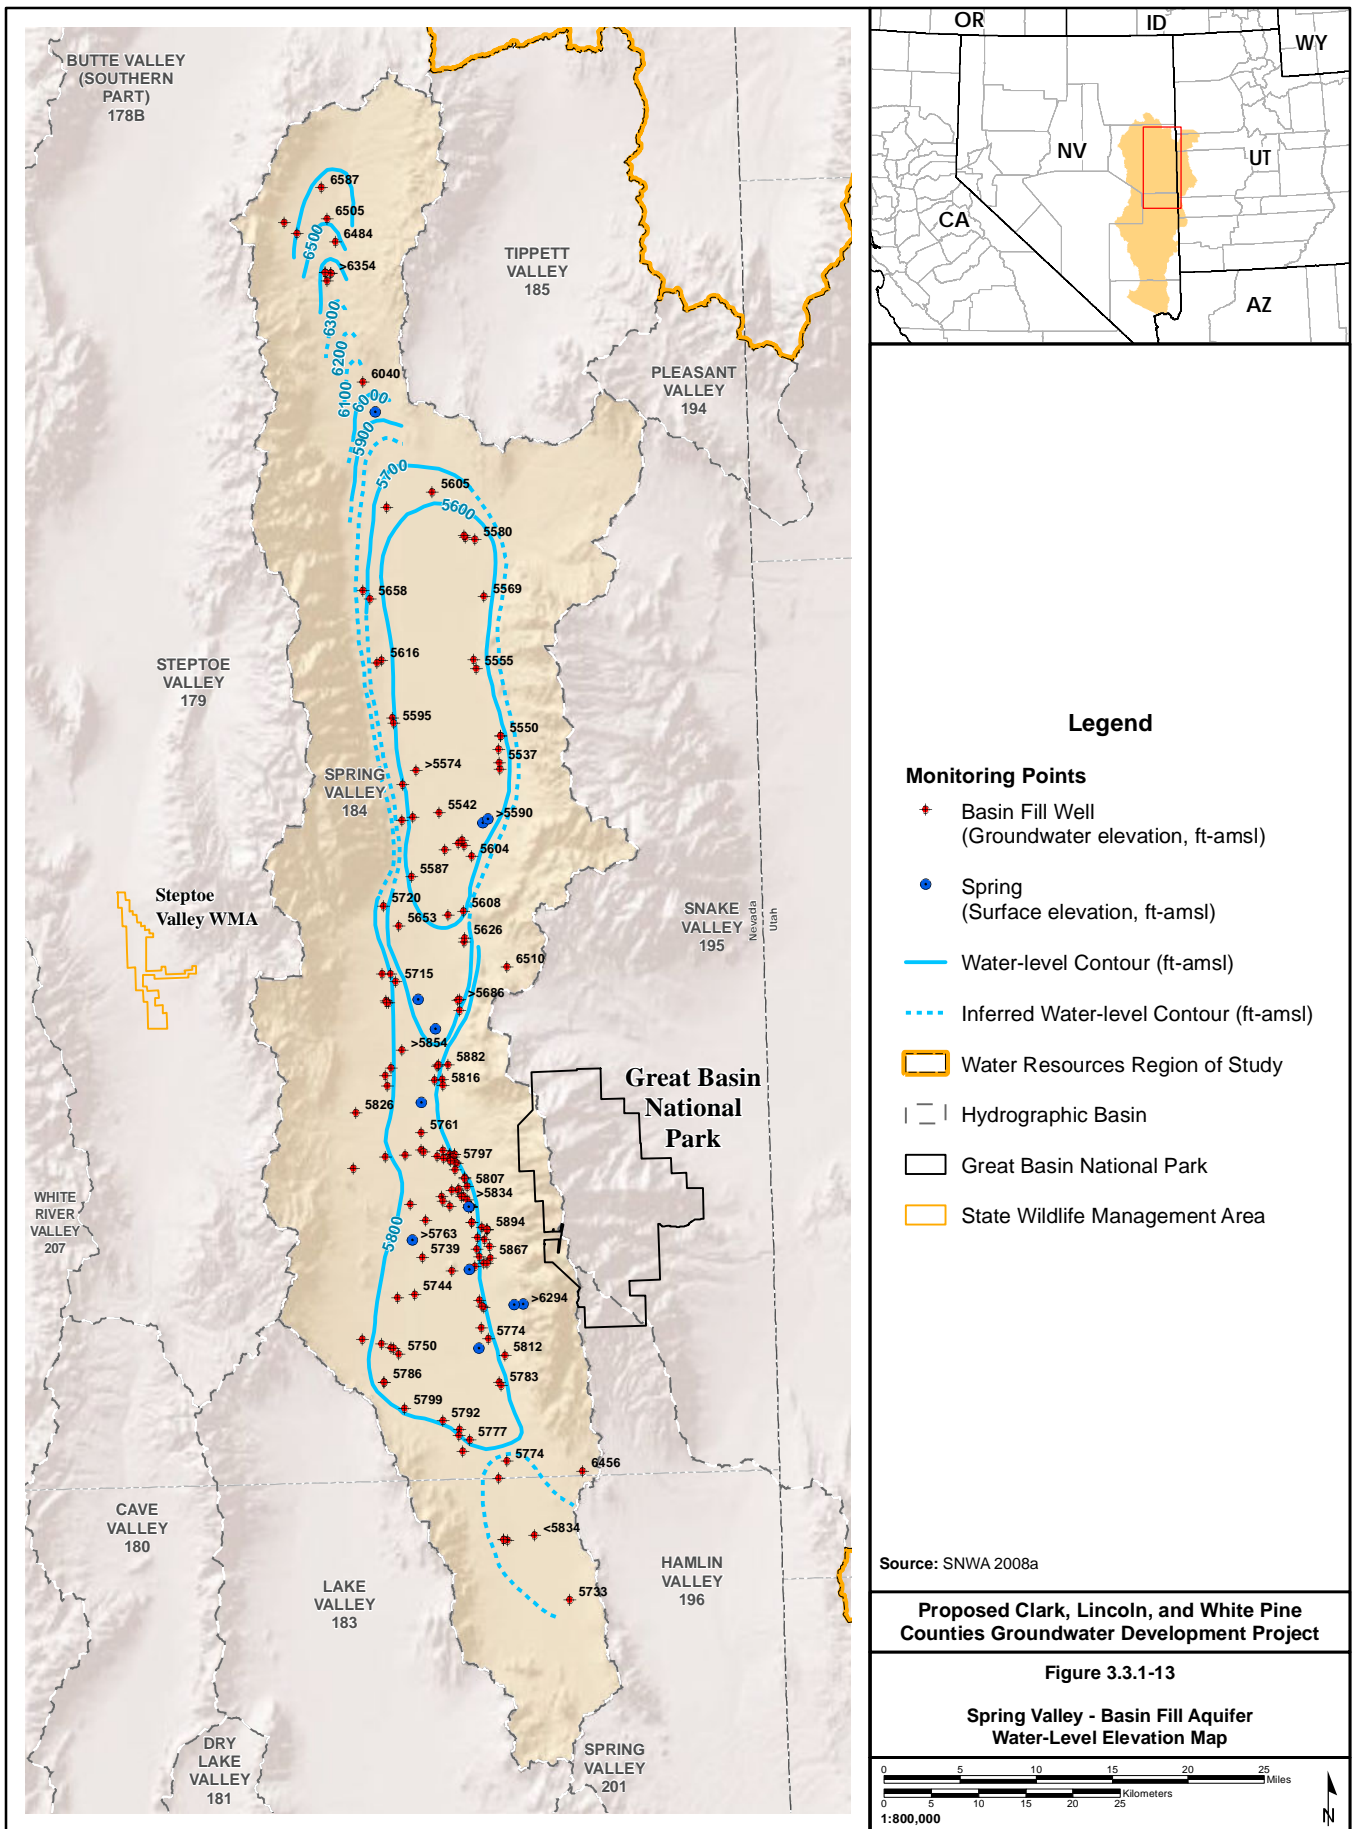 BUTTE VALLEY
(SOUTHERN
PART)
178B
6587
6505
6484
6500
>6354
6300
6200
6100
6040
6000
5900
TIPPETT
VALLEY
185
PLEASANT
VALLEY
194
5700
5605
5600
5580
5658
5569
5616
5555
STEPTOE
VALLEY
179
5595
5550
5537
>5574
SPRING
VALLEY
184
5542
>5590
5604
5587
Steptoe
Valley WMA
5720
5653
5608
5626
SNAKE
VALLEY
195
Nevada
Utah
6510
5715
>5686
>5854
5882
5816
5826
Great Basin
National
Park
5761
5797
5807
>5834
WHITE
RIVER
VALLEY
207
5800
5894
>5763
5739
5867
5744
>6294
5774
5750
5812
5786
5783
5799
5792
5777
5774
6456
CAVE
VALLEY
180
<5834
LAKE
VALLEY
183
HAMLIN
VALLEY
196
5733
DRY
LAKE
VALLEY
181
SPRING
VALLEY
201
OR
ID
WY
NV
UT
CA
AZ
Legend
Monitoring Points
Basin Fill Well
(Groundwater elevation, ft-amsl)
Spring
(Surface elevation, ft-amsl)
Water-level Contour (ft-amsl)
Inferred Water-level Contour (ft-amsl)
Water Resources Region of Study
Hydrographic Basin
Great Basin National Park
State Wildlife Management Area
Source: SNWA 2008a
Proposed Clark, Lincoln, and White Pine
Counties Groundwater Development Project
Figure 3.3.1-13
Spring Valley - Basin Fill Aquifer
Water-Level Elevation Map
0 5 10 15 20 25
Miles
Kilometers
0 5 10 15 20 25
1:800,000
N